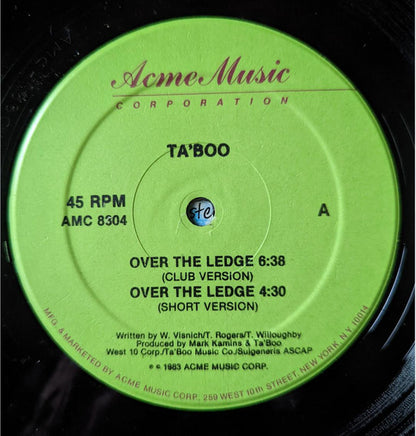 Acme Music
CORPORATION
TA'BOO
45 RPM
AMC 8304
A
OVER THE LEDGE 6:38
(CLUB VERSION)
OVER THE LEDGE 4:30
(SHORT VERSION)
Written by W. Visnich/T. Rogers/T. Willoughby
Produced by Mark Kamins & Ta'Boo
West 10 Corp./Ta'Boo Music Co./Suigeneris ASCAP
℗ © 1983 ACME MUSIC CORP.
MFG. & MARKETED BY ACME MUSIC CORP., 259 WEST 10th STREET, NEW YORK, N.Y. 10014